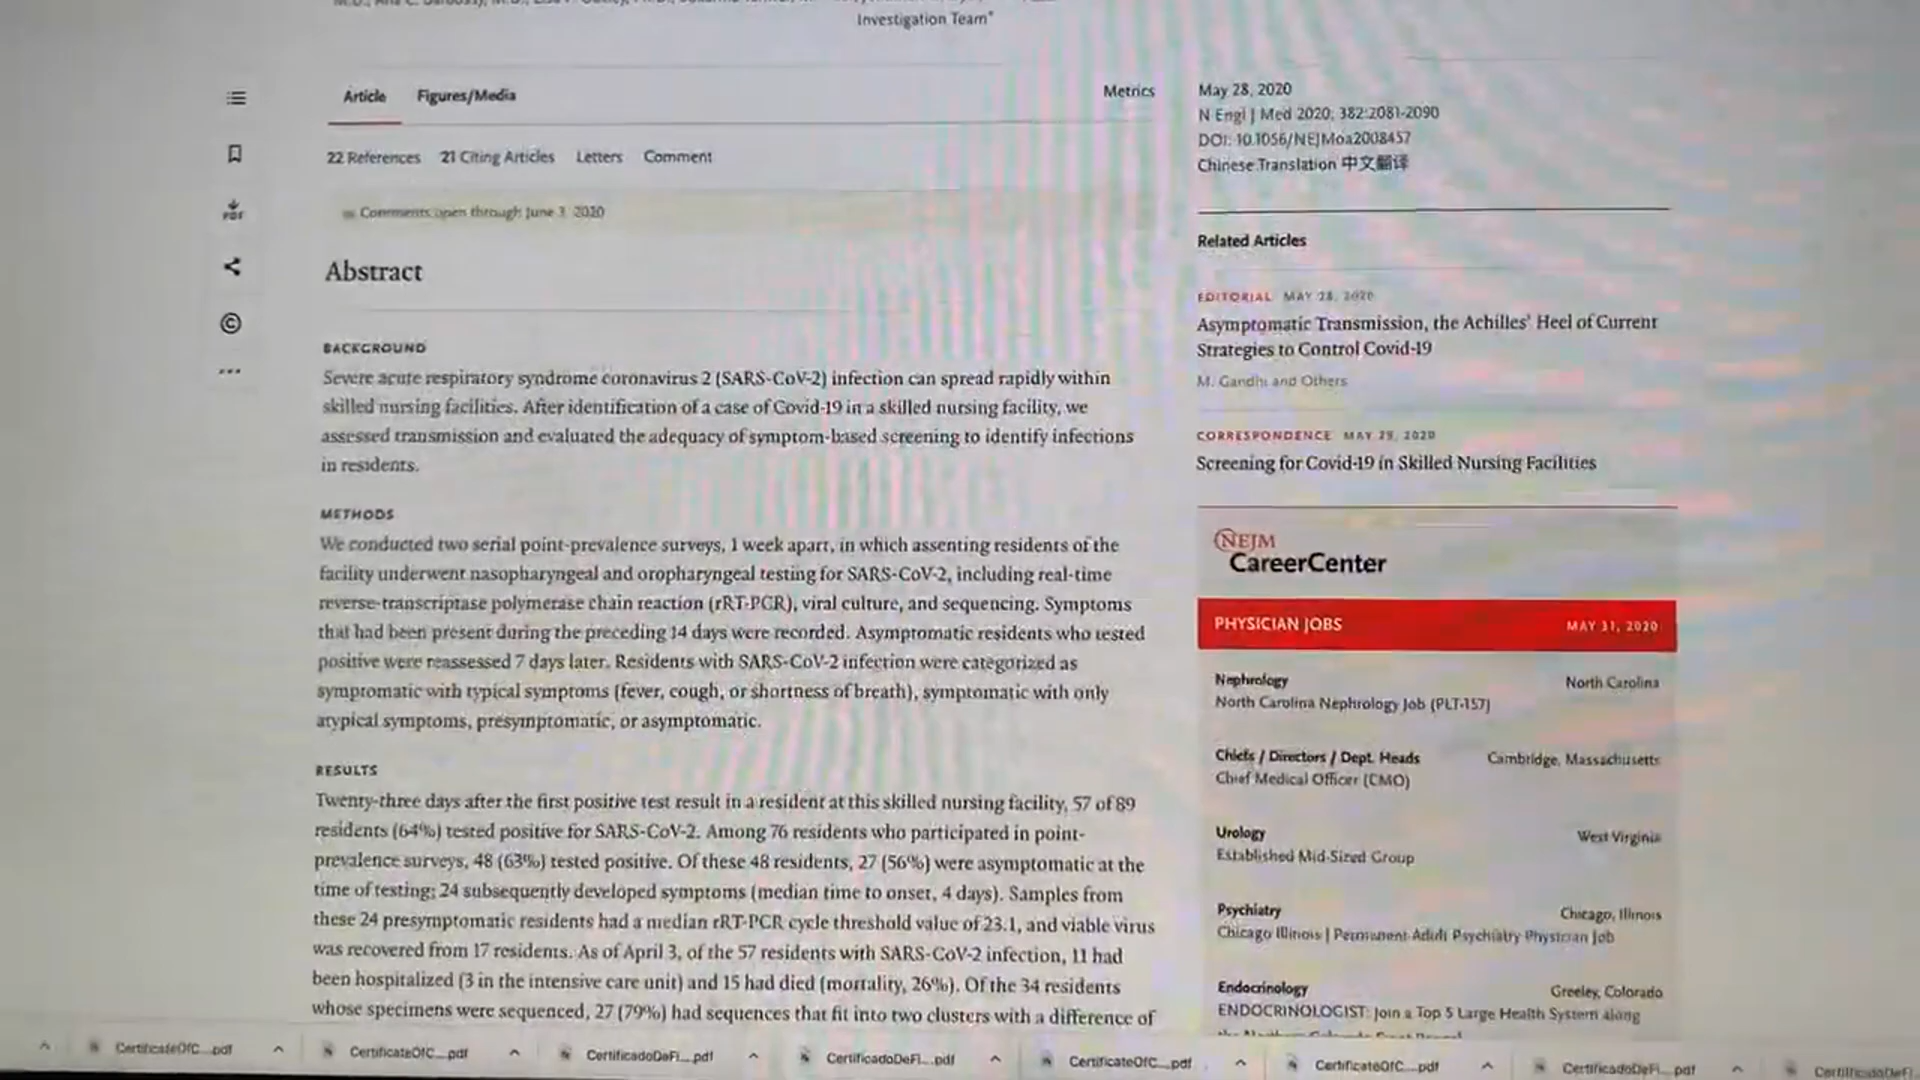 Investigation Team*
Article Figures/Media Metrics
22 References 21 Citing Articles Letters Comment
Comments open through June 3, 2020
Abstract
BACKGROUND
Severe acute respiratory syndrome coronavirus 2 (SARS-CoV-2) infection can spread rapidly within
skilled nursing facilities. After identification of a case of Covid-19 in a skilled nursing facility, we
assessed transmission and evaluated the adequacy of symptom-based screening to identify infections
in residents.
METHODS
We conducted two serial point-prevalence surveys, 1 week apart, in which assenting residents of the
facility underwent nasopharyngeal and oropharyngeal testing for SARS-CoV-2, including real-time
reverse-transcriptase polymerase chain reaction (rRT-PCR), viral culture, and sequencing. Symptoms
that had been present during the preceding 14 days were recorded. Asymptomatic residents who tested
positive were reassessed 7 days later. Residents with SARS-CoV-2 infection were categorized as
symptomatic with typical symptoms (fever, cough, or shortness of breath), symptomatic with only
atypical symptoms, presymptomatic, or asymptomatic.
RESULTS
Twenty-three days after the first positive test result in a resident at this skilled nursing facility, 57 of 89
residents (64%) tested positive for SARS-CoV-2. Among 76 residents who participated in point-
prevalence surveys, 48 (63%) tested positive. Of these 48 residents, 27 (56%) were asymptomatic at the
time of testing; 24 subsequently developed symptoms (median time to onset, 4 days). Samples from
these 24 presymptomatic residents had a median rRT-PCR cycle threshold value of 23.1, and viable virus
was recovered from 17 residents. As of April 3, of the 57 residents with SARS-CoV-2 infection, 11 had
been hospitalized (3 in the intensive care unit) and 15 had died (mortality, 26%). Of the 34 residents
whose specimens were sequenced, 27 (79%) had sequences that fit into two clusters with a difference of
PDF
May 28, 2020
N Engl J Med 2020; 382:2081-2090
DOI: 10.1056/NEJMoa2008457
Chinese Translation 中文翻译
Related Articles
EDITORIAL MAY 28, 2020
Asymptomatic Transmission, the Achilles' Heel of Current
Strategies to Control Covid-19
M. Gandhi and Others
CORRESPONDENCE MAY 29, 2020
Screening for Covid-19 in Skilled Nursing Facilities
NEJM
CareerCenter
PHYSICIAN JOBS MAY 31, 2020
Nephrology North Carolina
North Carolina Nephrology Job (PLT-157)
Chiefs / Directors / Dept. Heads Cambridge, Massachusetts
Chief Medical Officer (CMO)
Urology West Virginia
Established Mid-Sized Group
Psychiatry Chicago, Illinois
Chicago Illinois | Permanent Adult Psychiatry Physician Job
Endocrinology Greeley, Colorado
ENDOCRINOLOGIST: Join a Top 5 Large Health System along
CertificateOfC....pdf CertificateOfC....pdf CertificadoDeFi....pdf CertificadoDeFi....pdf CertificateOfC....pdf CertificateOfC....pdf CertificadoDeFi....pdf CertificadoDeFi